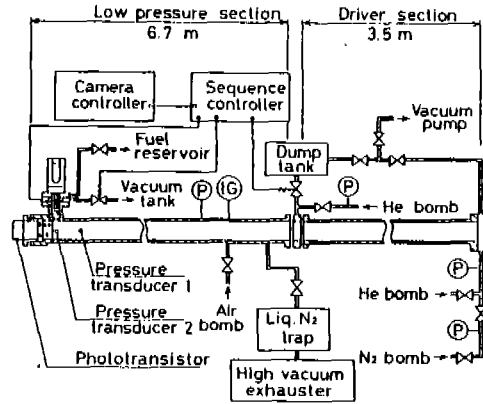 Low pressure section
6.7 m
Driver section
3.5 m
Camera
controller
Sequence
controller
Vacuum
pump
Fuel
reservoir
Dump
tank
Vacuum
tank
P
IG
P
He bomb
Pressure
transducer 1
Pressure
transducer 2
Phototransistor
Air
bomb
Liq. N2
trap
High vacuum
exhauster
P
He bomb
P
N2 bomb